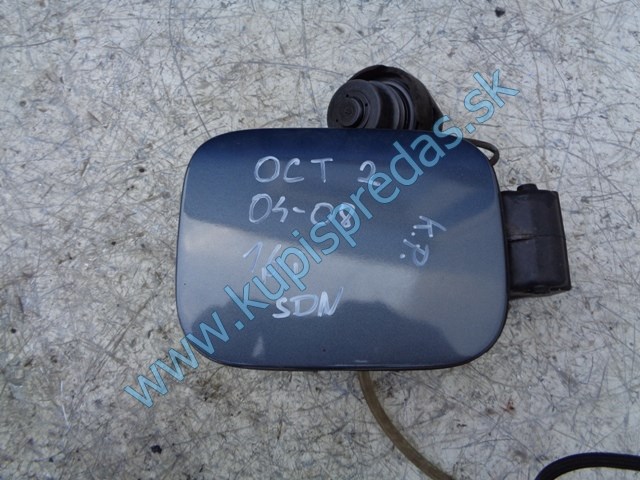 OCT 2
04-08
SDN
K.P.
www.kupispredas.sk